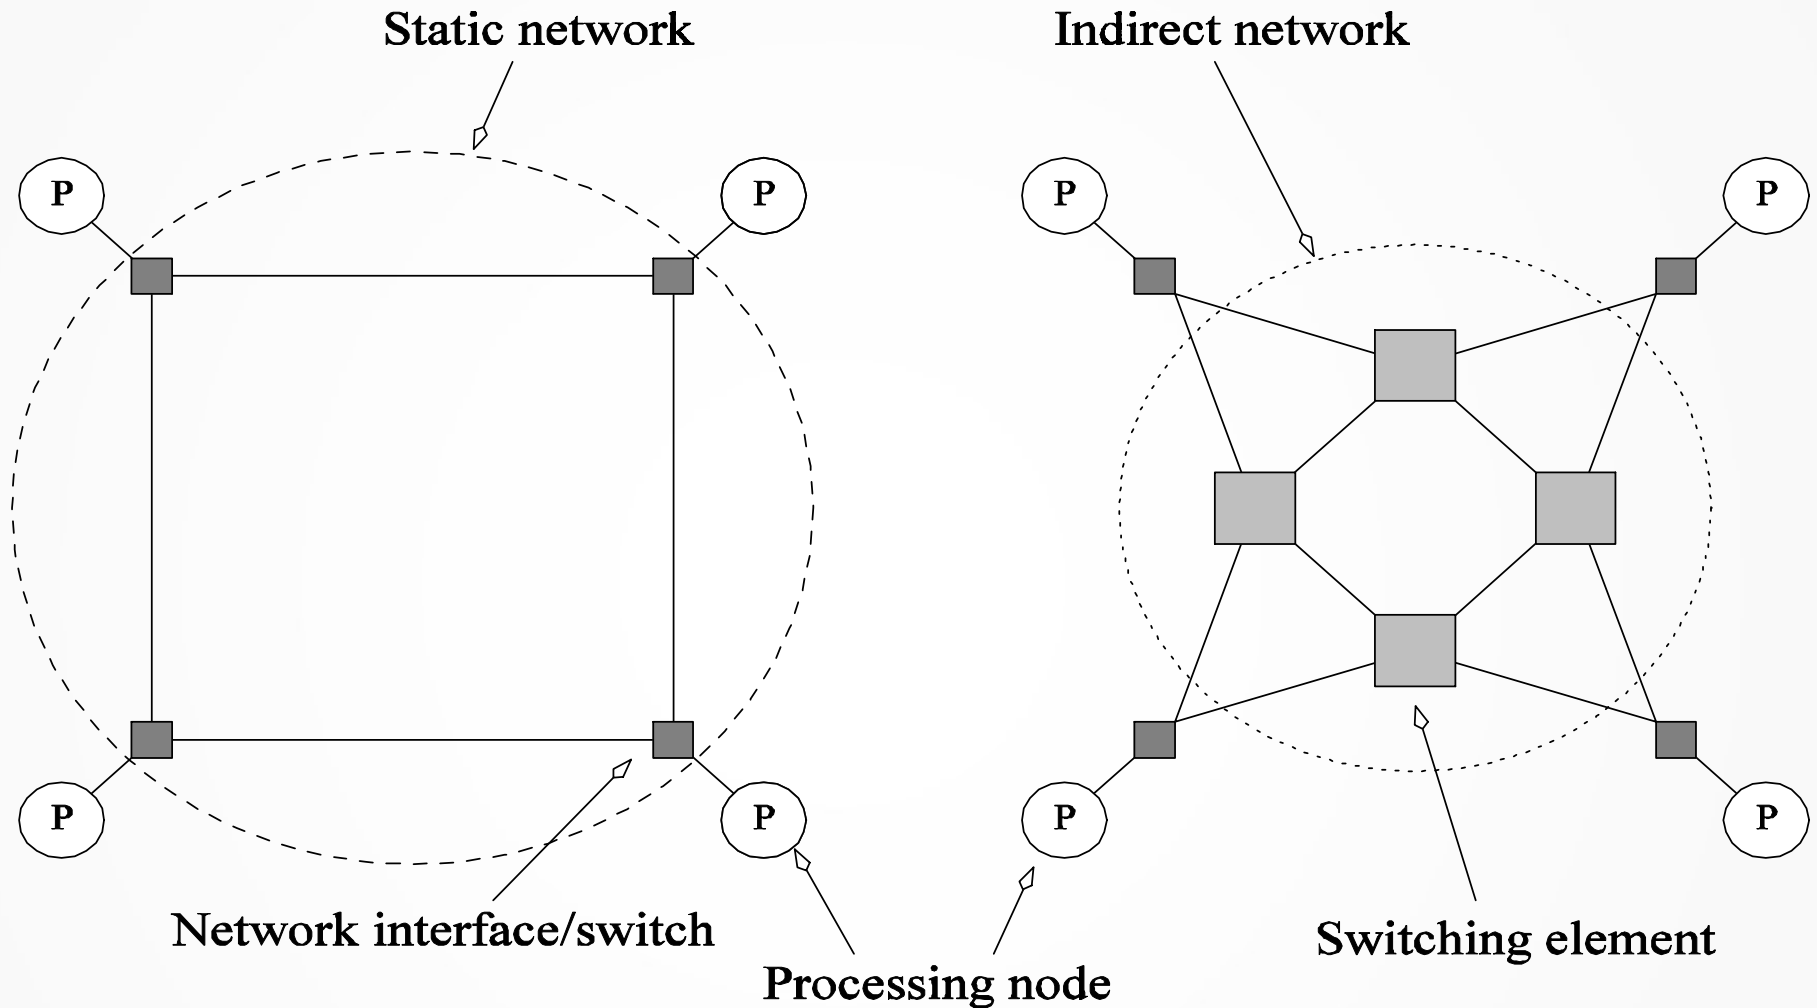 Static network
Indirect network
P
P
P
P
P
P
P
P
Network interface/switch
Switching element
Processing node